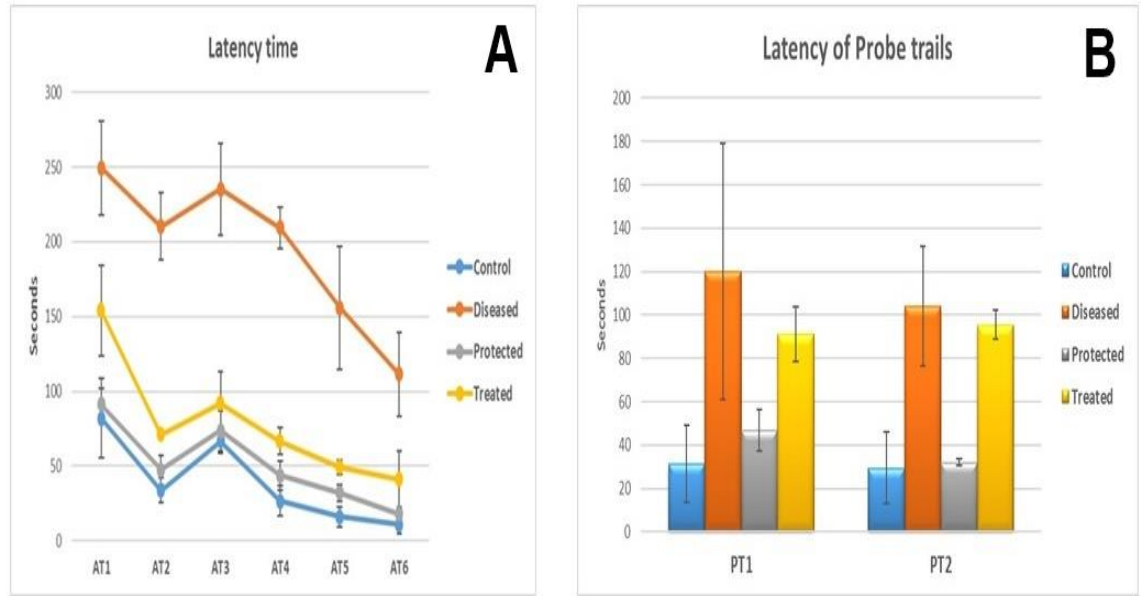 Latency time
A
300
250
200
150
100
50
0
Seconds
AT1 AT2 AT3 AT4 AT5 AT6
Control
Diseased
Protected
Treated
Latency of Probe trails
B
200
180
160
140
120
100
80
60
40
20
0
Seconds
PT1 PT2
Control
Diseased
Protected
Treated